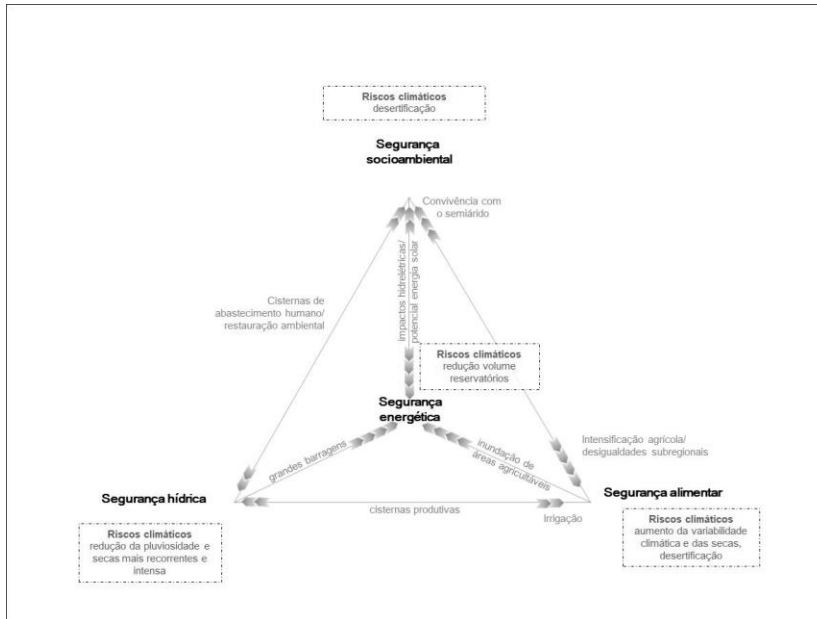 Riscos climáticos
desertificação
Segurança
socioambiental
Convivência com
o semiárido
impactos hidrelétricas/
potencial energia solar
Cisternas de
abastecimento humano/
restauração ambiental
Riscos climáticos
redução volume
reservatórios
Segurança
energética
grandes barragens
inundação de
áreas agricultáveis
Intensificação agrícola/
desigualdades subregionais
Segurança hídrica
Segurança alimentar
cisternas produtivas
Irrigação
Riscos climáticos
redução da pluviosidade e
secas mais recorrentes e
intensa
Riscos climáticos
aumento da variabilidade
climática e das secas,
desertificação